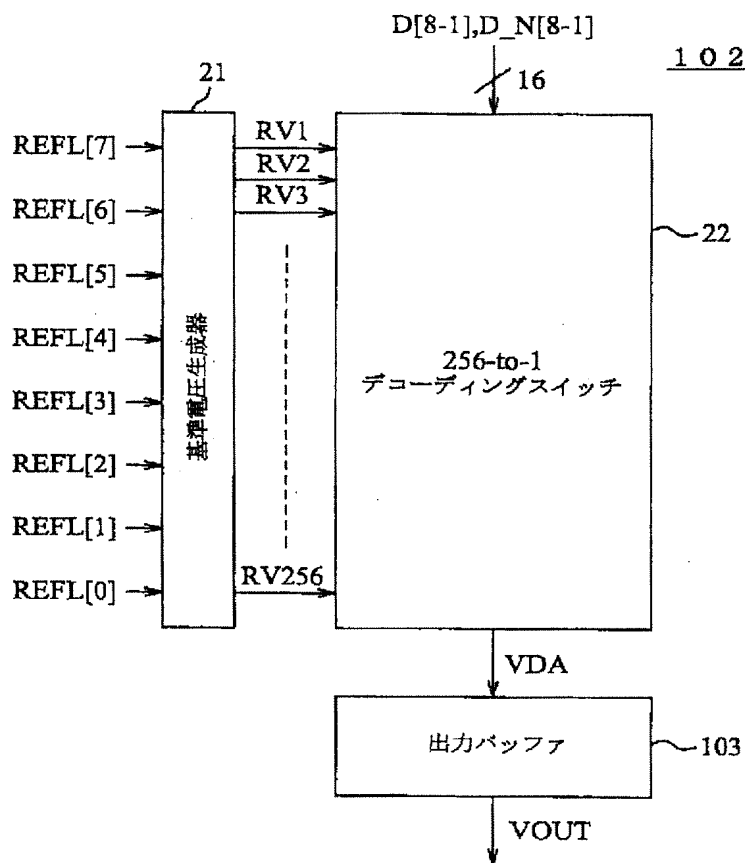 D[8-1],D_N[8-1]
１０２
16
21
REFL[7]
RV1
RV2
REFL[6]
RV3
22
REFL[5]
REFL[4]
256-to-1
デコーディングスイッチ
REFL[3]
基準電圧生成器
REFL[2]
REFL[1]
REFL[0]
RV256
VDA
出力バッファ
103
VOUT